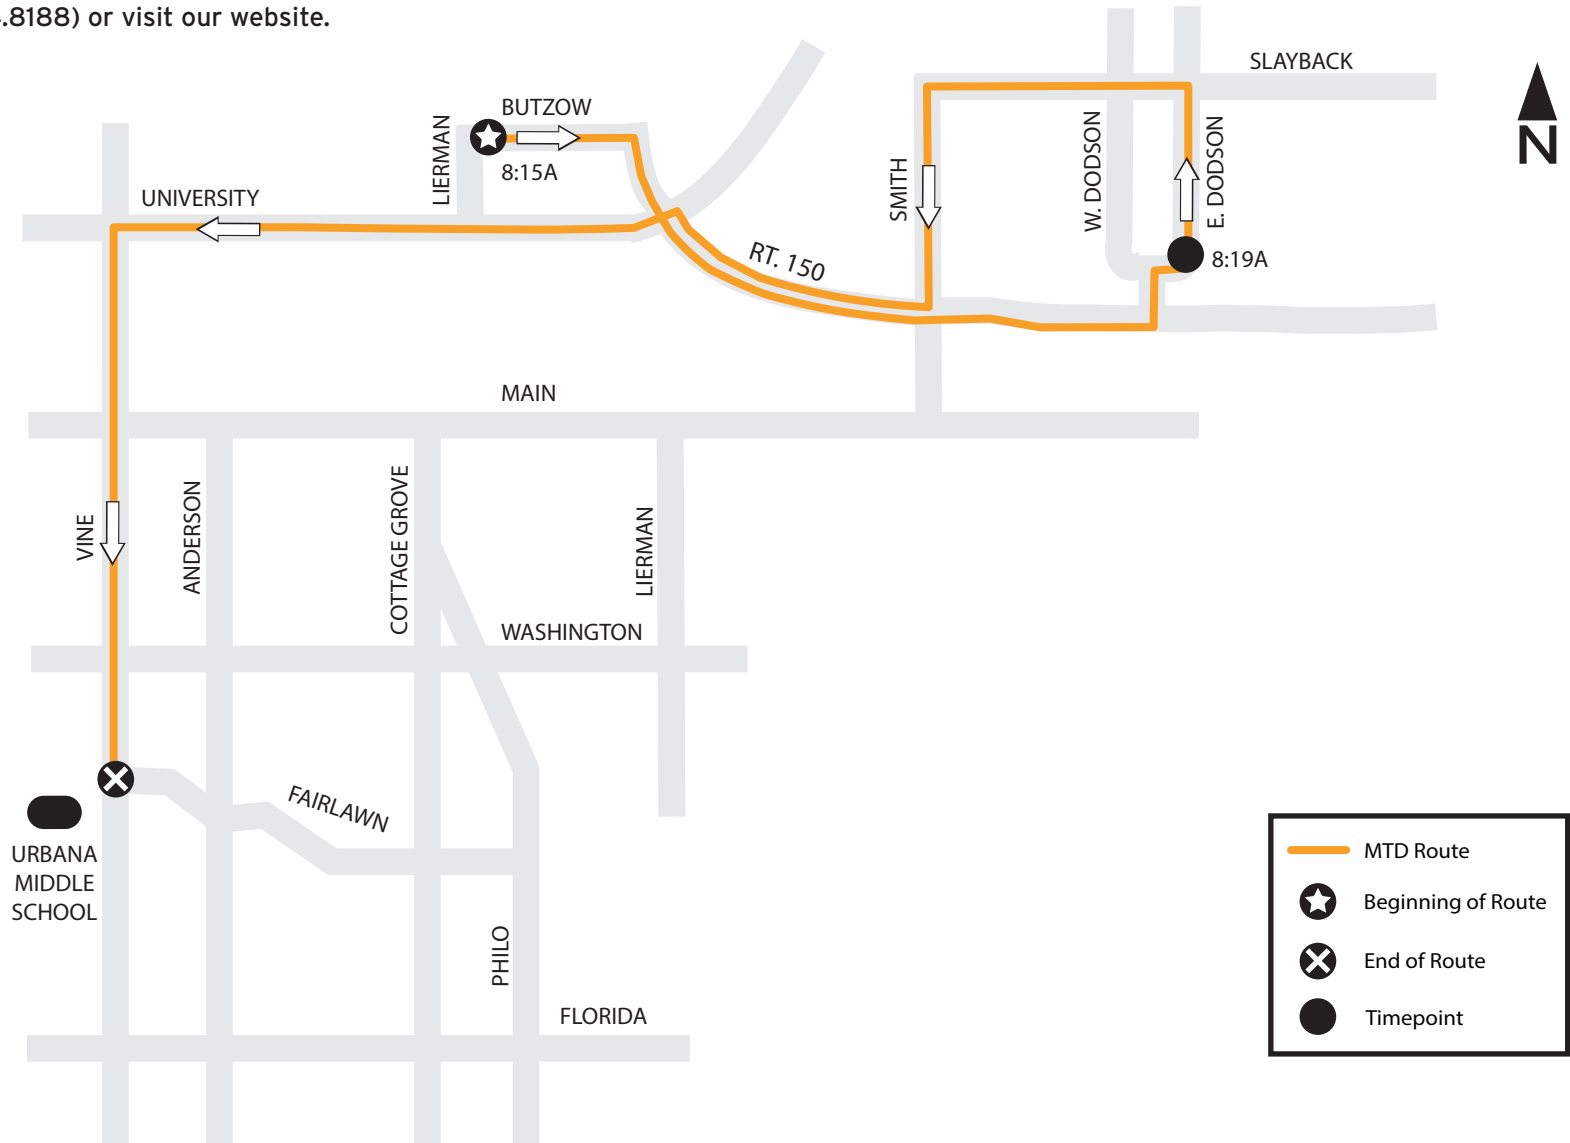 .8188) or visit our website.
SLAYBACK
BUTZOW
LIERMAN
8:15A
N
UNIVERSITY
SMITH
W. DODSON
E. DODSON
RT. 150
8:19A
MAIN
VINE
ANDERSON
COTTAGE GROVE
LIERMAN
WASHINGTON
FAIRLAWN
URBANA
MIDDLE
SCHOOL
PHILO
FLORIDA
MTD Route
Beginning of Route
End of Route
Timepoint